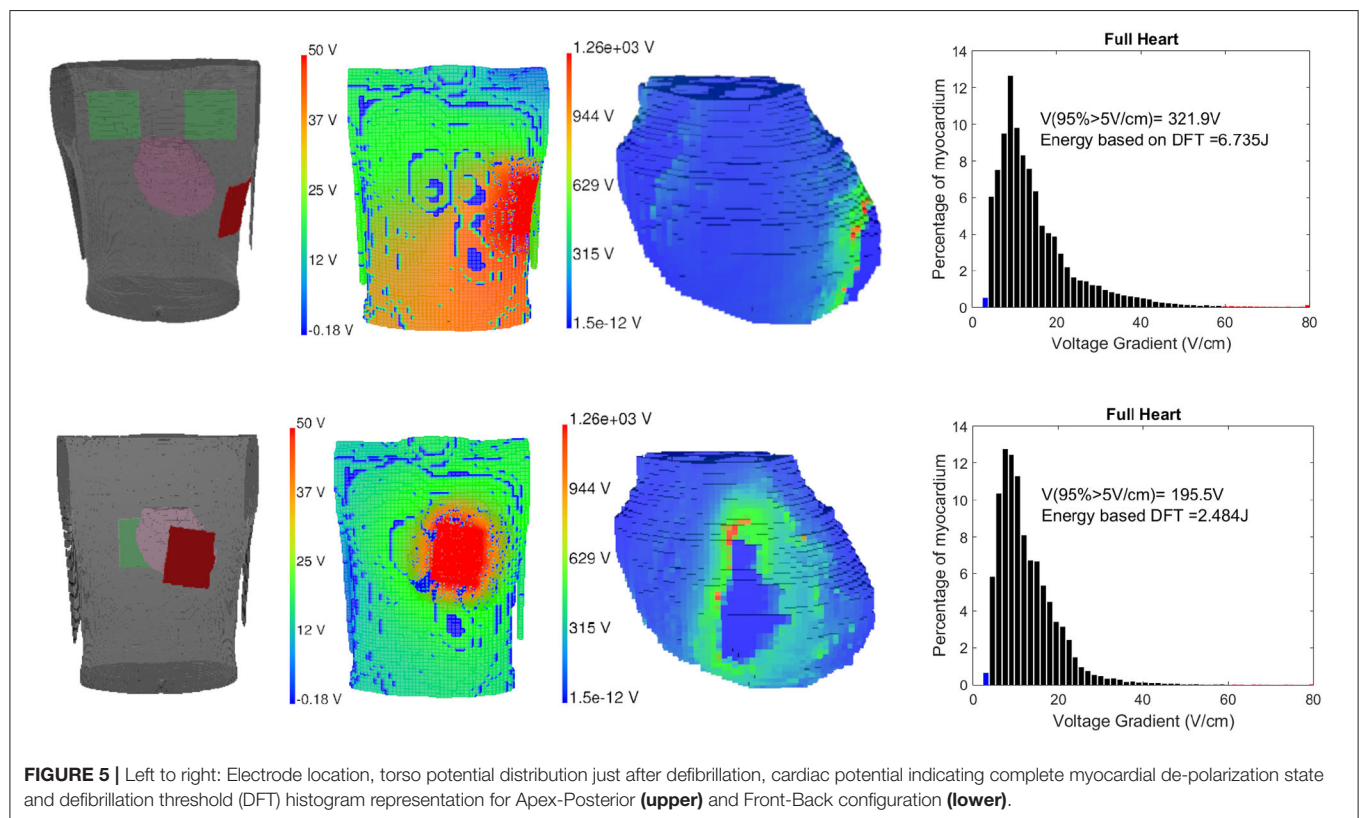 50 V
37 V
25 V
12 V
-0.18 V
1.26e+03 V
944 V
629 V
315 V
1.5e-12 V
Full Heart
Percentage of myocardium
14
12
10
8
6
4
2
0
V(95%>5V/cm)= 321.9V
Energy based on DFT =6.735J
0
20
40
60
80
Voltage Gradient (V/cm)
50 V
37 V
25 V
12 V
-0.18 V
1.26e+03 V
944 V
629 V
315 V
1.5e-12 V
Full Heart
Percentage of myocardium
14
12
10
8
6
4
2
0
V(95%>5V/cm)= 195.5V
Energy based DFT =2.484J
0
20
40
60
80
Voltage Gradient (V/cm)
FIGURE 5 | Left to right: Electrode location, torso potential distribution just after defibrillation, cardiac potential indicating complete myocardial de-polarization state
and defibrillation threshold (DFT) histogram representation for Apex-Posterior (upper) and Front-Back configuration (lower).